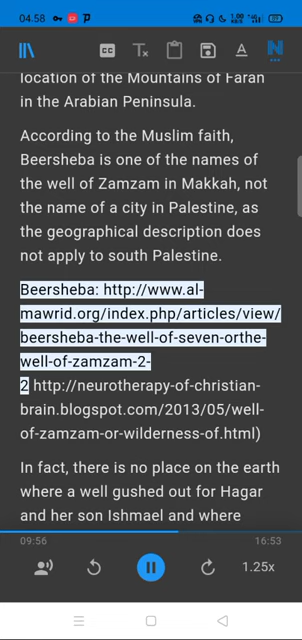 04.58
location of the Mountains of Faran
in the Arabian Peninsula.
According to the Muslim faith,
Beersheba is one of the names of
the well of Zamzam in Makkah, not
the name of a city in Palestine, as
the geographical description does
not apply to south Palestine.
Beersheba: http://www.al-
mawrid.org/index.php/articles/view/
beersheba-the-well-of-seven-orthe-
well-of-zamzam-2-
2 http://neurotherapy-of-christian-
brain.blogspot.com/2013/05/well-
of-zamzam-or-wilderness-of.html)
In fact, there is no place on the earth
where a well gushed out for Hagar
and her son Ishmael and where
09:56 16:53
1.25x